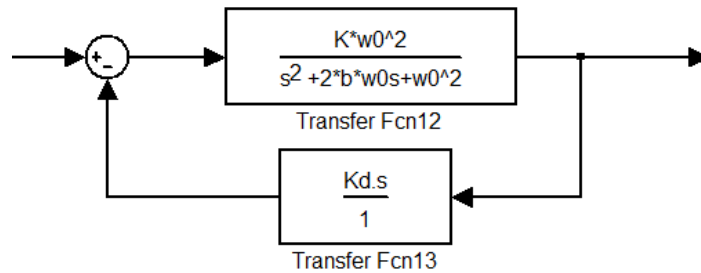 +
-
K*w0^2
s2 +2*b*w0s+w0^2
Transfer Fcn12
Kd.s
1
Transfer Fcn13